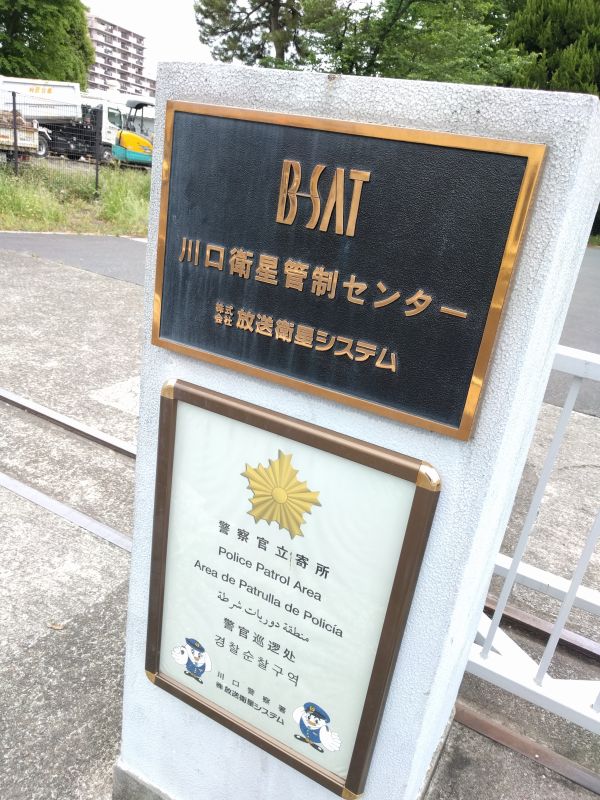 B-SAT
川口衛星管制センター
株式会社 放送衛星システム
警察官立寄所
Police Patrol Area
Area de Patrulla de Policía
منطقة دوريات شرطة
警官巡逻处
경찰순찰구역
川口警察署
㈱放送衛星システム